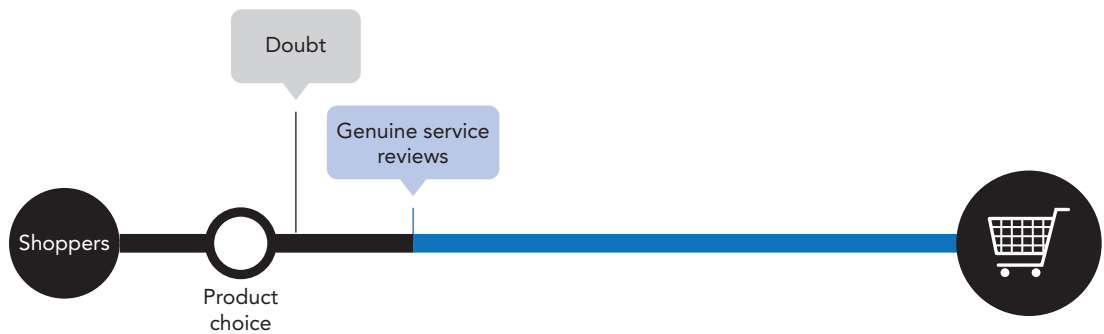 Doubt
Genuine service
reviews
Shoppers
Product
choice